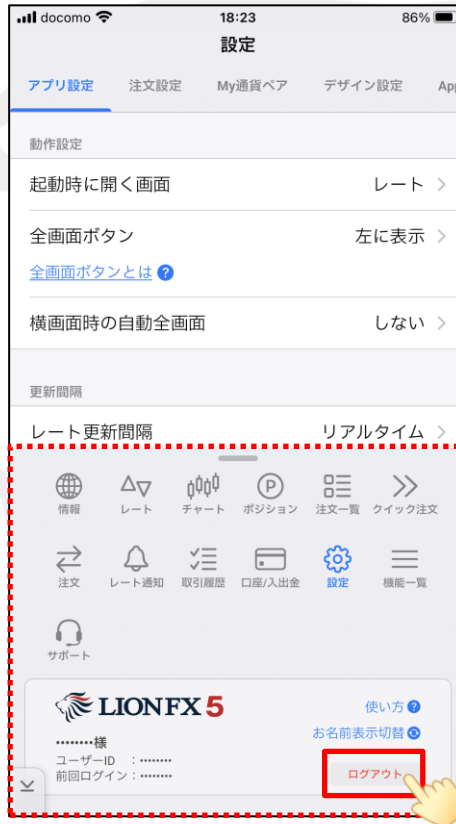 docomo 18:23 86%
設定
アプリ設定 注文設定 My通貨ペア デザイン設定 App
動作設定
起動時に開く画面 レート
全画面ボタン 左に表示
全画面ボタンとは ?
横画面時の自動全画面 しない
更新間隔
レート更新間隔 リアルタイム
情報 レート チャート ポジション 注文一覧 クイック注文
注文 レート通知 取引履歴 口座/入出金 設定 機能一覧
サポート
LION FX 5
使い方 ?
お名前表示切替
••••••••様
ユーザーID :••••••••
前回ログイン:••••••••
ログアウト